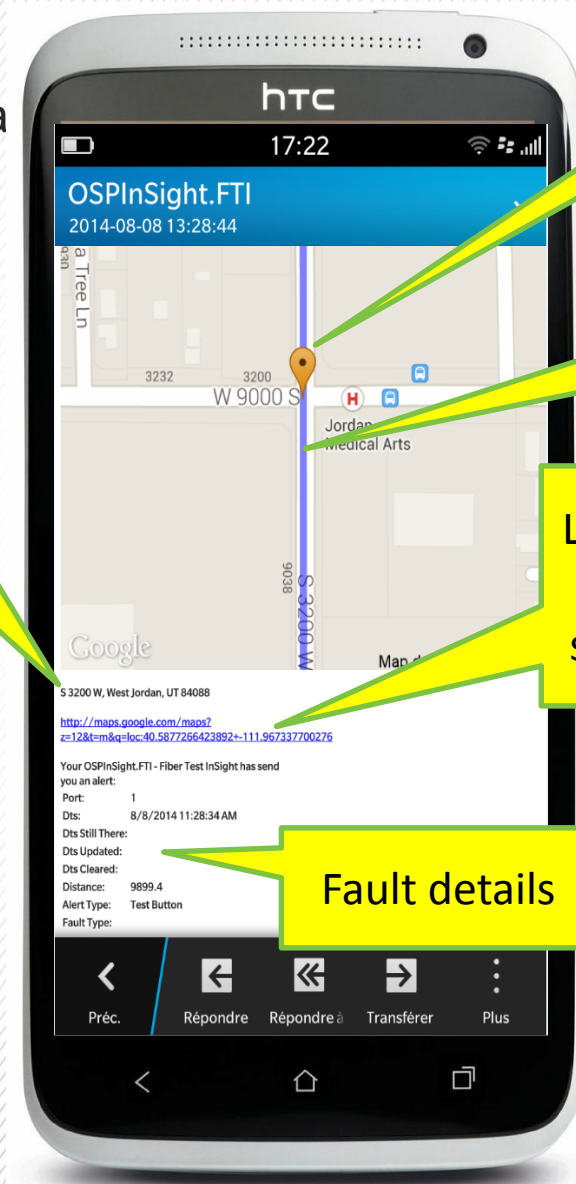 a
hTC
17:22
OSPInSight.FTI
2014-08-08 13:28:44
930
a Tree Ln
3232
3200
W 9000 S
H
Jordan
Medical Arts
9038
S 3200 W
Google
Map d
L
s
S 3200 W, West Jordan, UT 84088
http://maps.google.com/maps?
z=12&t=m&q=loc:40.5877266423892+-111.967337700276
Your OSPInSight.FTI - Fiber Test InSight has send
you an alert:
Port: 1
Dts: 8/8/2014 11:28:34 AM
Dts Still There:
Dts Updated:
Dts Cleared:
Distance: 9899.4
Alert Type: Test Button
Fault Type:
Fault details
Préc.
Répondre
Répondre à
Transférer
Plus